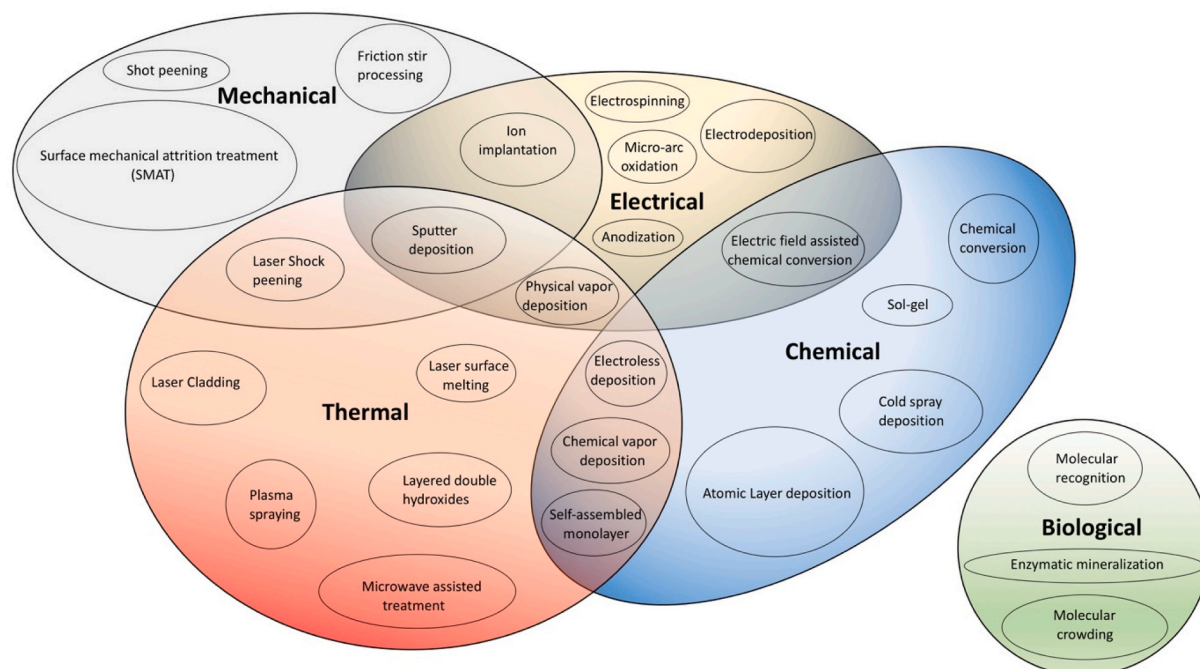 Shot peening
Friction stir
processing
Mechanical
Surface mechanical attrition treatment
(SMAT)
Ion
implantation
Electrospinning
Electrodeposition
Micro-arc
oxidation
Electrical
Anodization
Electric field assisted
chemical conversion
Chemical
conversion
Sol-gel
Chemical
Cold spray
deposition
Atomic Layer deposition
Sputter
deposition
Laser Shock
peening
Physical vapor
deposition
Electroless
deposition
Laser surface
melting
Laser Cladding
Thermal
Chemical vapor
deposition
Layered double
hydroxides
Plasma
spraying
Self-assembled
monolayer
Microwave assisted
treatment
Molecular
recognition
Biological
Enzymatic mineralization
Molecular
crowding